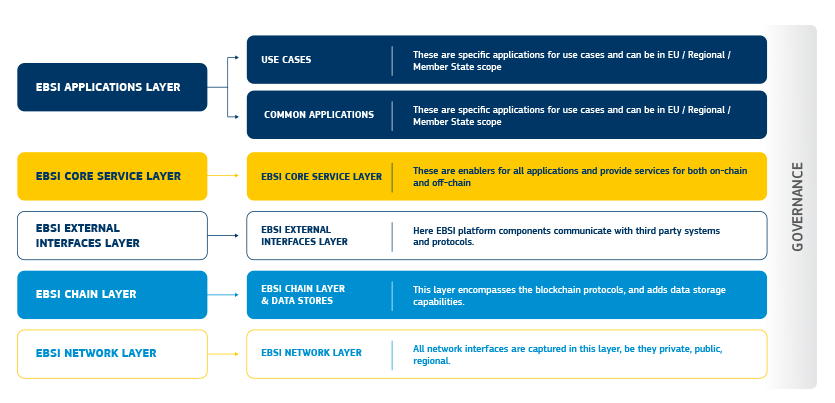 EBSI APPLICATIONS LAYER
USE CASES
These are specific applications for use cases and can be in EU / Regional /
Member State scope
COMMON APPLICATIONS
These are specific applications for use cases and can be in EU / Regional /
Member State scope
EBSI CORE SERVICE LAYER
EBSI CORE SERVICE LAYER
These are enablers for all applications and provide services for both on-chain
and off-chain
EBSI EXTERNAL
INTERFACES LAYER
EBSI EXTERNAL
INTERFACES LAYER
Here EBSI platform components communicate with third party systems
and protocols.
EBSI CHAIN LAYER
EBSI CHAIN LAYER
& DATA STORES
This layer encompasses the blockchain protocols, and adds data storage
capabilities.
EBSI NETWORK LAYER
EBSI NETWORK LAYER
All network interfaces are captured in this layer, be they private, public,
regional.
GOVERNANCE